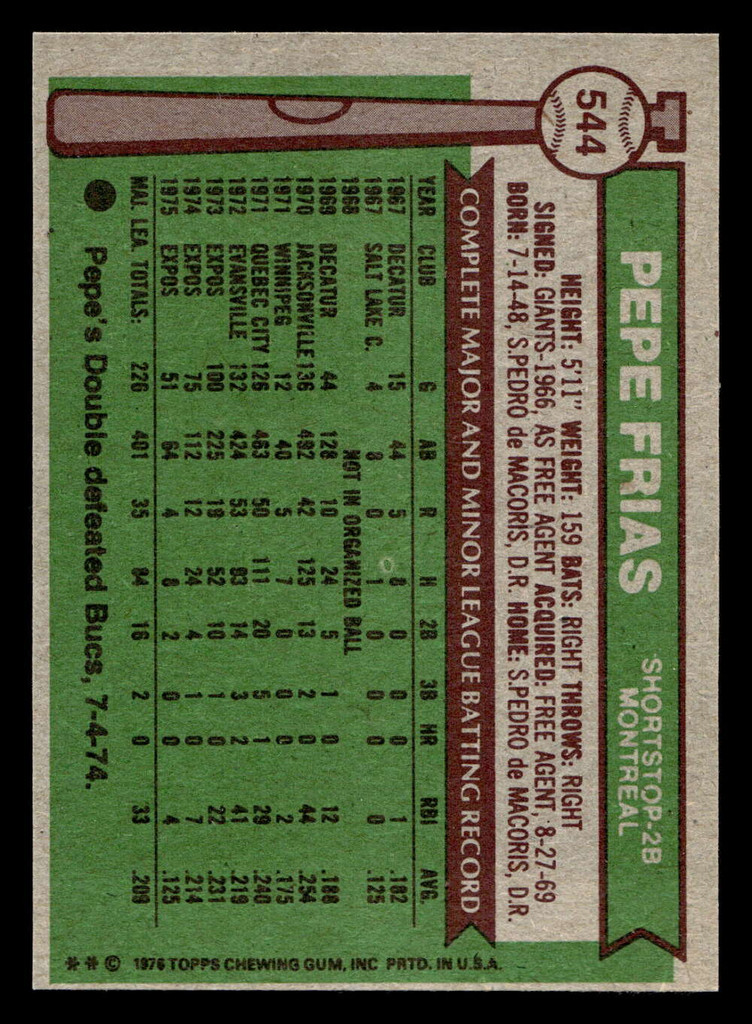 544
PEPE FRIAS
SHORTSTOP-2B
MONTREAL
HEIGHT: 5'11" WEIGHT: 159 BATS: RIGHT THROWS: RIGHT
SIGNED: GIANTS-1966, AS FREE AGENT ACQUIRED: FREE AGENT, 8-27-69
BORN: 7-14-48, S.PEDRO de MACORIS, D.R. HOME: S.PEDRO de MACORIS, D.R.
COMPLETE MAJOR AND MINOR LEAGUE BATTING RECORD
YEAR CLUB G AB R H 2B 3B HR RBI AVG.
1967 DECATUR 15 44 5 8 0 0 0 1 .182
1967 SALT LAKE C. 4 8 0 1 0 0 0 0 .125
1968 NOT IN ORGANIZED BALL
1969 DECATUR 44 128 10 24 5 1 0 12 .188
1970 JACKSONVILLE 136 492 42 125 13 2 0 44 .254
1971 WINNIPEG 12 40 5 7 0 0 0 2 .175
1971 QUEBEC CITY 126 463 50 111 20 5 1 29 .240
1972 EVANSVILLE 132 424 53 93 14 3 2 41 .219
1973 EXPOS 100 225 19 52 10 1 0 22 .231
1974 EXPOS 75 112 12 24 4 1 0 7 .214
1975 EXPOS 51 64 4 8 2 0 0 4 .125
MAJ. LEA. TOTALS: 226 401 35 84 16 2 0 33 .209
Pepe's Double defeated Bucs, 7-4-74.
** © 1976 TOPPS CHEWING GUM, INC PRTD. IN U.S.A.